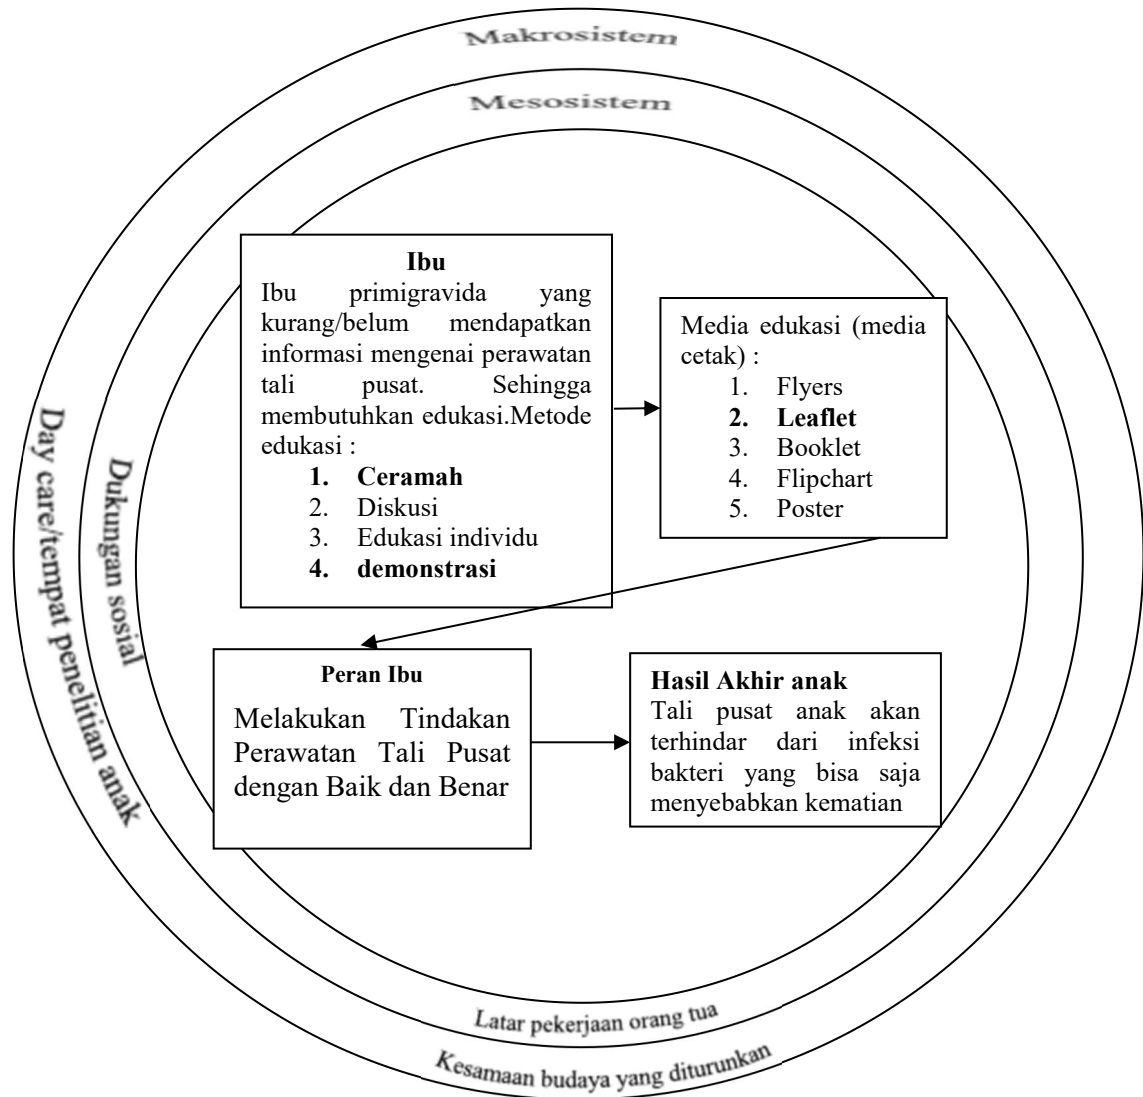 Makrosistem
Mesosistem
Ibu
Ibu primigravida yang
kurang/belum mendapatkan
informasi mengenai perawatan
tali pusat. Sehingga
membutuhkan edukasi.Metode
edukasi :
1. Ceramah
2. Diskusi
3. Edukasi individu
4. demonstrasi
Media edukasi (media
cetak) :
1. Flyers
2. Leaflet
3. Booklet
4. Flipchart
5. Poster
Day care/tempat penelitian anak
Dukungan sosial
Peran Ibu
Melakukan Tindakan
Perawatan Tali Pusat
dengan Baik dan Benar
Hasil Akhir anak
Tali pusat anak akan
terhindar dari infeksi
bakteri yang bisa saja
menyebabkan kematian
Latar pekerjaan orang tua
Kesamaan budaya yang diturunkan